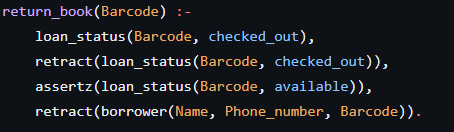 return_book(Barcode) :-
    loan_status(Barcode, checked_out),
    retract(loan_status(Barcode, checked_out)),
    assertz(loan_status(Barcode, available)),
    retract(borrower(Name, Phone_number, Barcode)).